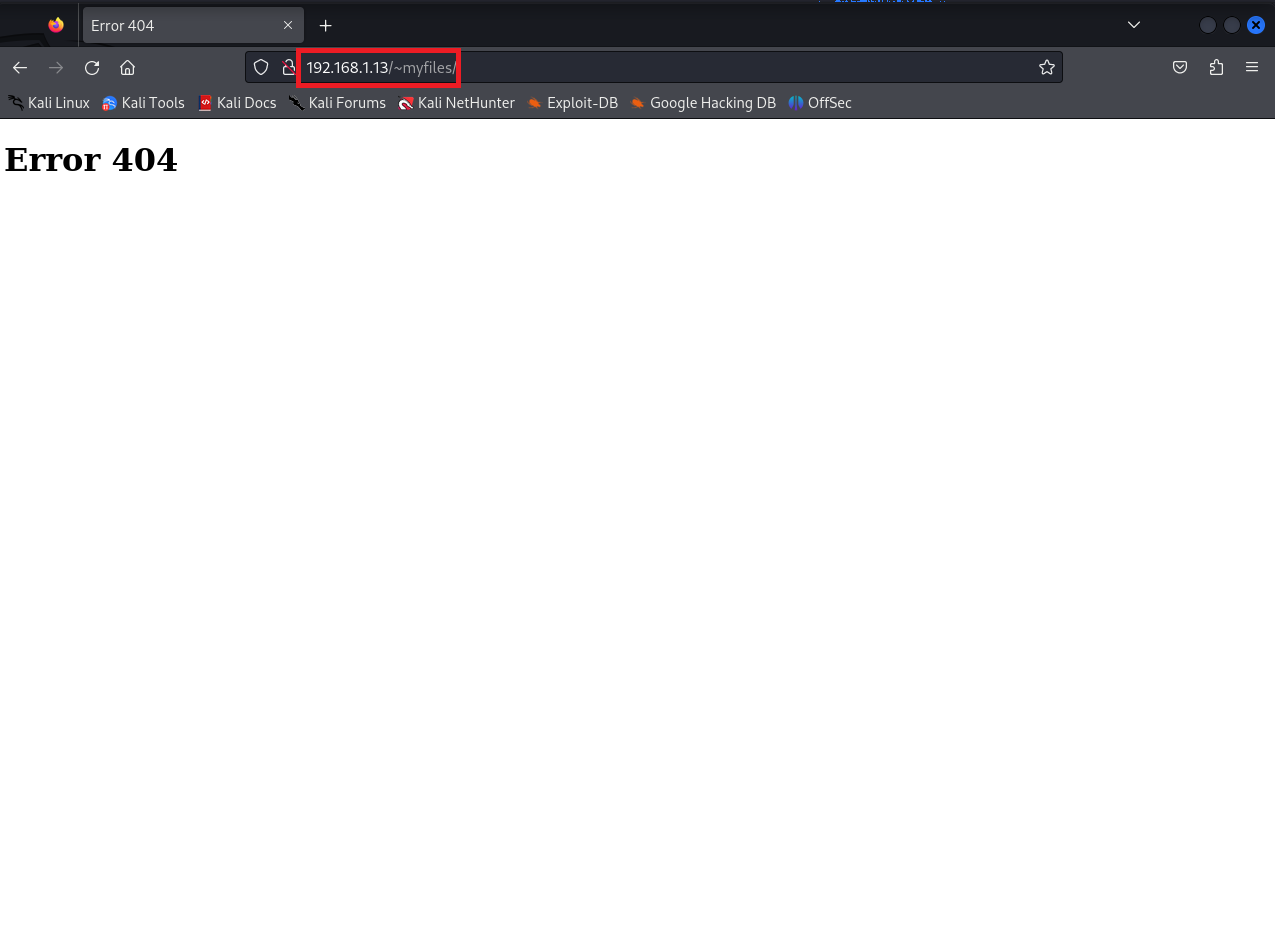 Error 404
192.168.1.13/~myfiles/
Kali Linux Kali Tools Kali Docs Kali Forums Kali NetHunter Exploit-DB Google Hacking DB OffSec
Error 404